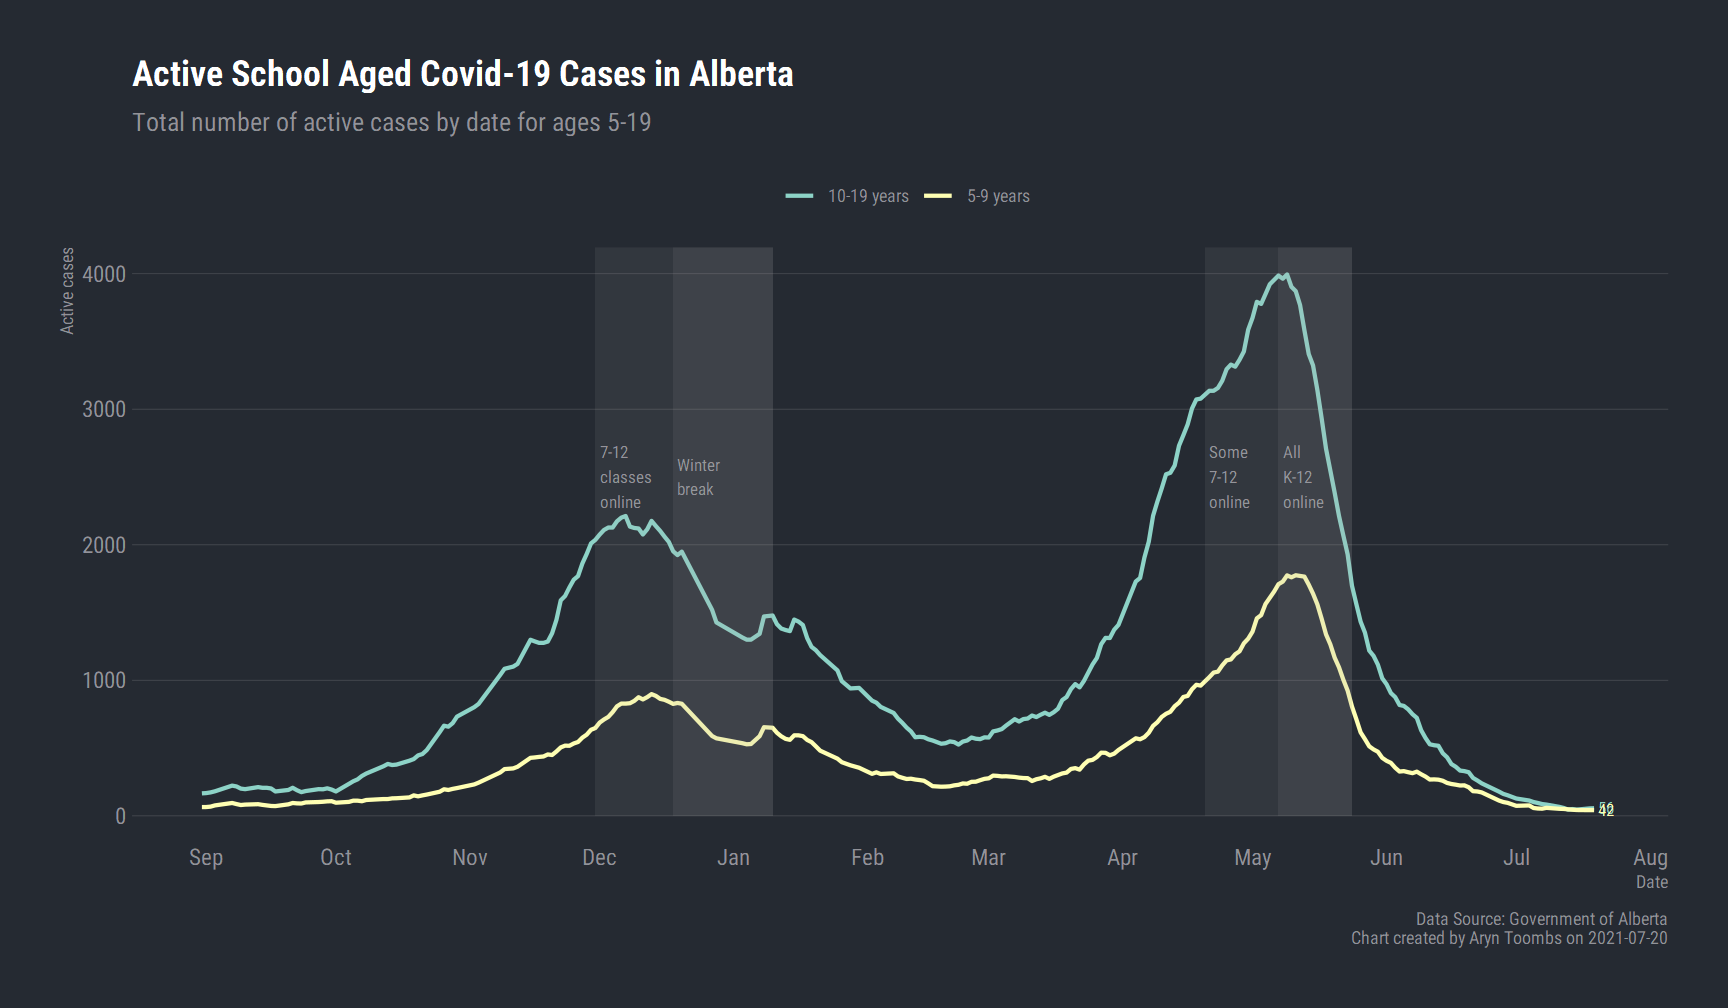 Active School Aged Covid-19 Cases in Alberta
Total number of active cases by date for ages 5-19
10-19 years 5-9 years
Active cases
4000
3000
2000
1000
0
7-12
classes
online
Winter
break
Some
7-12
online
All
K-12
online
42
Sep Oct Nov Dec Jan Feb Mar Apr May Jun Jul Aug
Date
Data Source: Government of Alberta
Chart created by Aryn Toombs on 2021-07-20